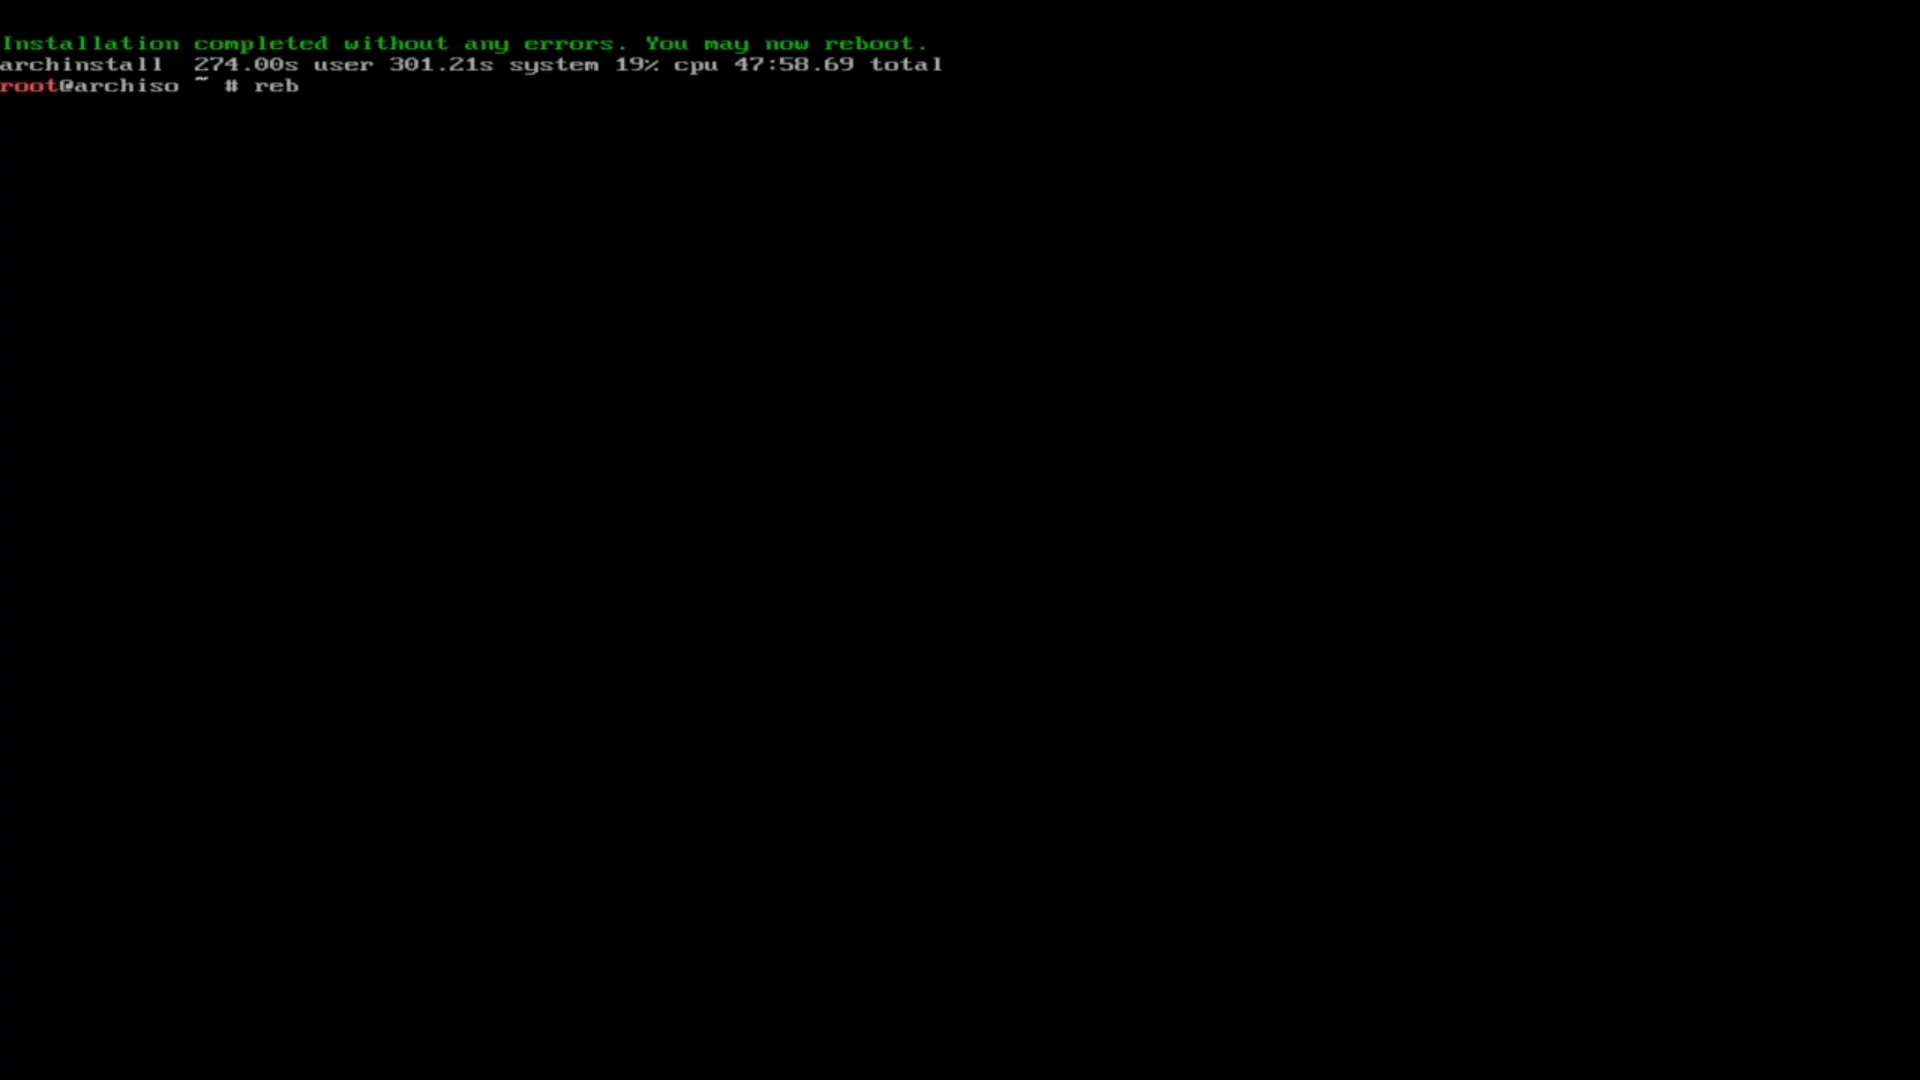 Installation completed without any errors. You may now reboot.
archinstall  274.00s user 301.21s system 19% cpu 47:58.69 total
root@archiso ~ # reb